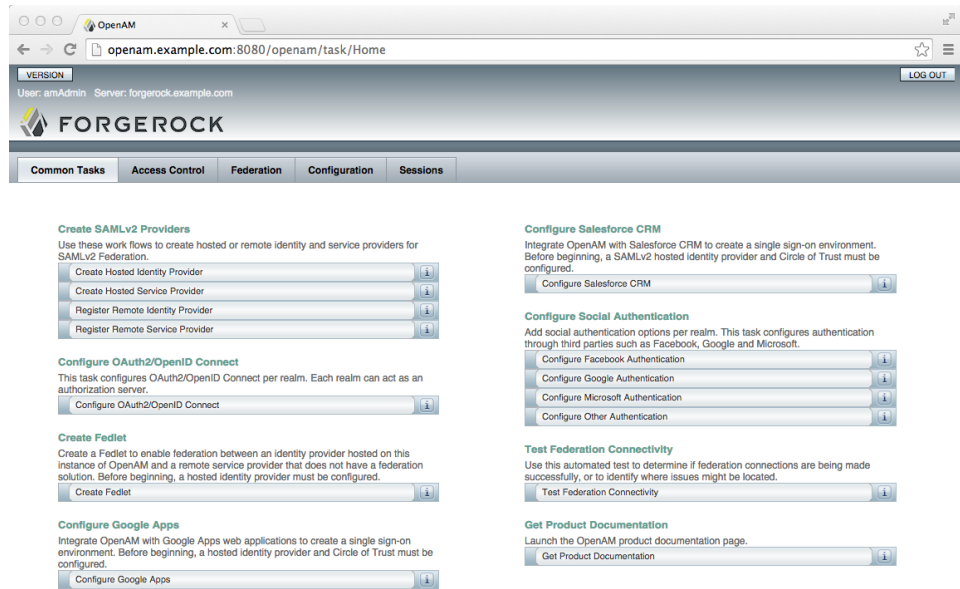 OpenAM
openam.example.com:8080/openam/task/Home
VERSION
LOG OUT
User: amAdmin Server: forgerock.example.com
FORGEROCK
Common Tasks
Access Control
Federation
Configuration
Sessions
Create SAMLv2 Providers
Use these work flows to create hosted or remote identity and service providers for
SAMLv2 Federation.
Create Hosted Identity Provider
Create Hosted Service Provider
Register Remote Identity Provider
Register Remote Service Provider
Configure OAuth2/OpenID Connect
This task configures OAuth2/OpenID Connect per realm. Each realm can act as an
authorization server.
Configure OAuth2/OpenID Connect
Create Fedlet
Create a Fedlet to enable federation between an identity provider hosted on this
instance of OpenAM and a remote service provider that does not have a federation
solution. Before beginning, a hosted identity provider must be configured.
Create Fedlet
Configure Google Apps
Integrate OpenAM with Google Apps web applications to create a single sign-on
environment. Before beginning, a hosted identity provider and Circle of Trust must be
configured.
Configure Google Apps
Configure Salesforce CRM
Integrate OpenAM with Salesforce CRM to create a single sign-on environment.
Before beginning, a SAMLv2 hosted identity provider and Circle of Trust must be
configured.
Configure Salesforce CRM
Configure Social Authentication
Add social authentication options per realm. This task configures authentication
through third parties such as Facebook, Google and Microsoft.
Configure Facebook Authentication
Configure Google Authentication
Configure Microsoft Authentication
Configure Other Authentication
Test Federation Connectivity
Use this automated test to determine if federation connections are being made
successfully, or to identify where issues might be located.
Test Federation Connectivity
Get Product Documentation
Launch the OpenAM product documentation page.
Get Product Documentation